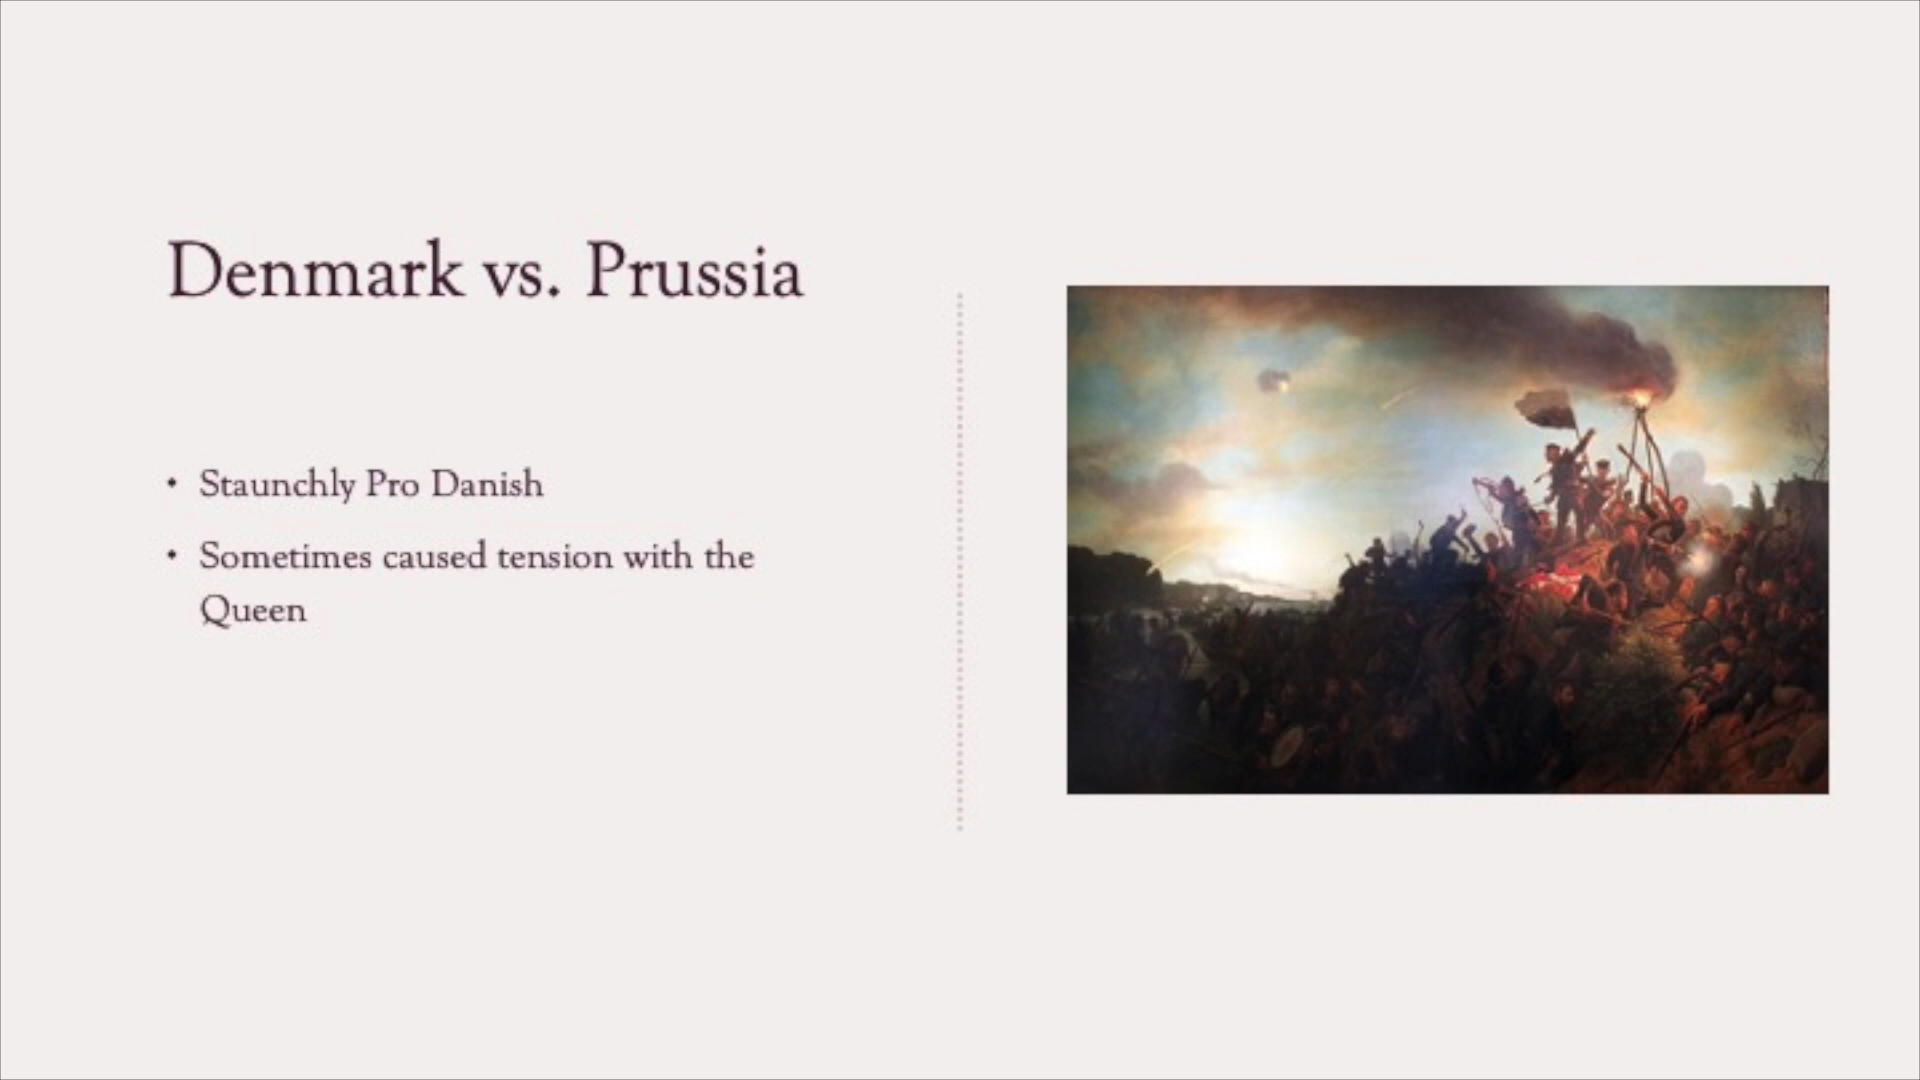 Denmark vs. Prussia
• Staunchly Pro Danish
• Sometimes caused tension with the
Queen